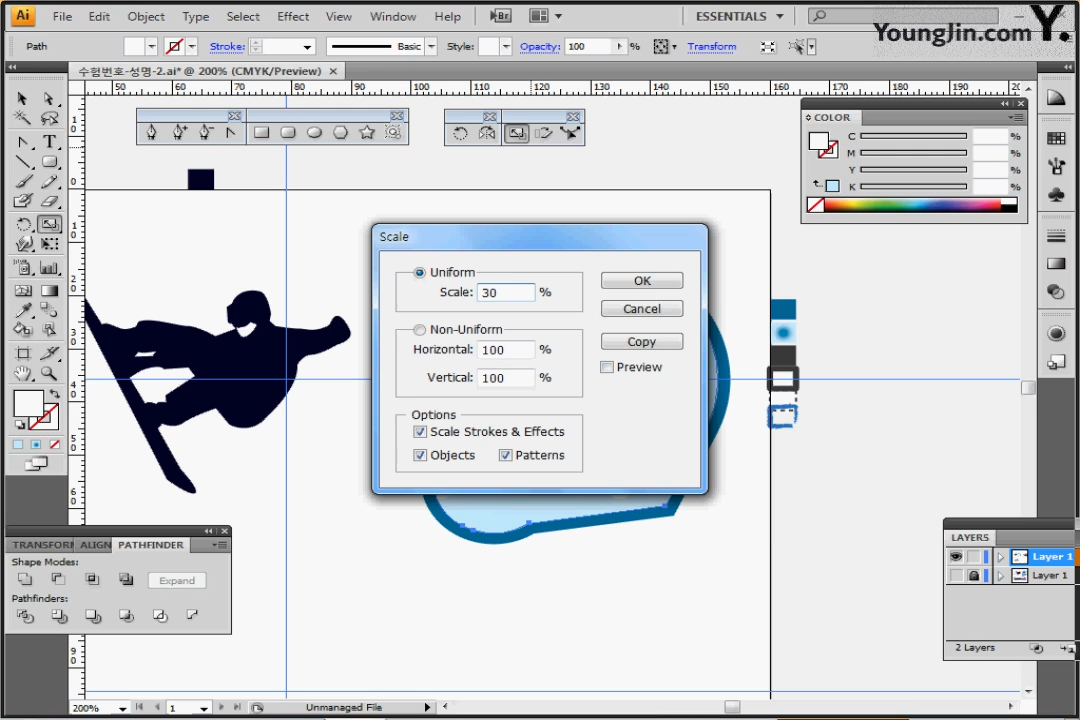 Ai File Edit Object Type Select Effect View Window Help Br ESSENTIALS
Y.
YoungJin.com
Path Stroke: Basic Style: Opacity: 100 % Transform
수험번호-성명-2.ai* @ 200% (CMYK/Preview)
50 60 70 80 90 100 110 120 130 140 150 160 170 180 190
COLOR
C %
M %
Y %
K %
Scale
Uniform
Scale: 30 %
OK
Cancel
Non-Uniform
Horizontal: 100 %
Copy
Preview
Vertical: 100 %
Options
Scale Strokes & Effects
Objects Patterns
TRANSFORM ALIGN PATHFINDER
Shape Modes:
Expand
Pathfinders:
LAYERS
Layer 1
Layer 1
2 Layers
200% 1 Unmanaged File